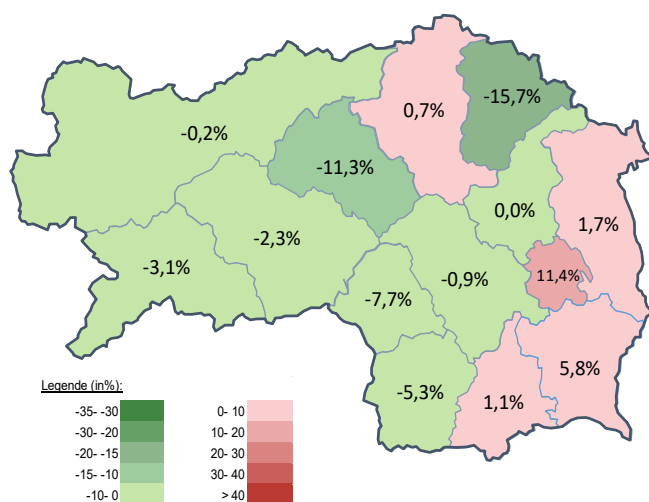 0,7%
-15,7%
-0,2%
-11,3%
0,0%
1,7%
-2,3%
-3,1%
-0,9%
11,4%
-7,7%
5,8%
-5,3%
1,1%
Legende (in%):
-35- -30 0- 10
-30- -20 10- 20
-20- -15 20- 30
-15- -10 30- 40
-10- 0 > 40